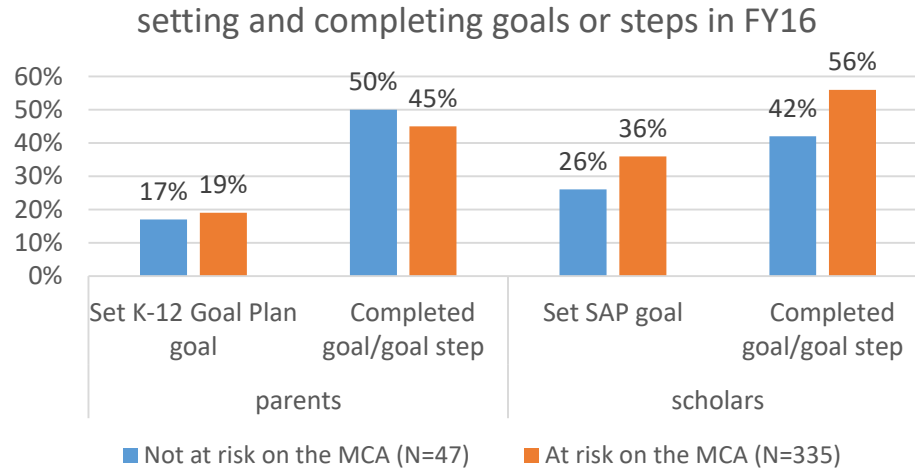 setting and completing goals or steps in FY16
60%
50%
40%
30%
20%
10%
0%
17%
19%
50%
45%
26%
36%
42%
56%
Set K-12 Goal Plan
goal
Completed
goal/goal step
Set SAP goal
Completed
goal/goal step
parents
scholars
Not at risk on the MCA (N=47)
At risk on the MCA (N=335)